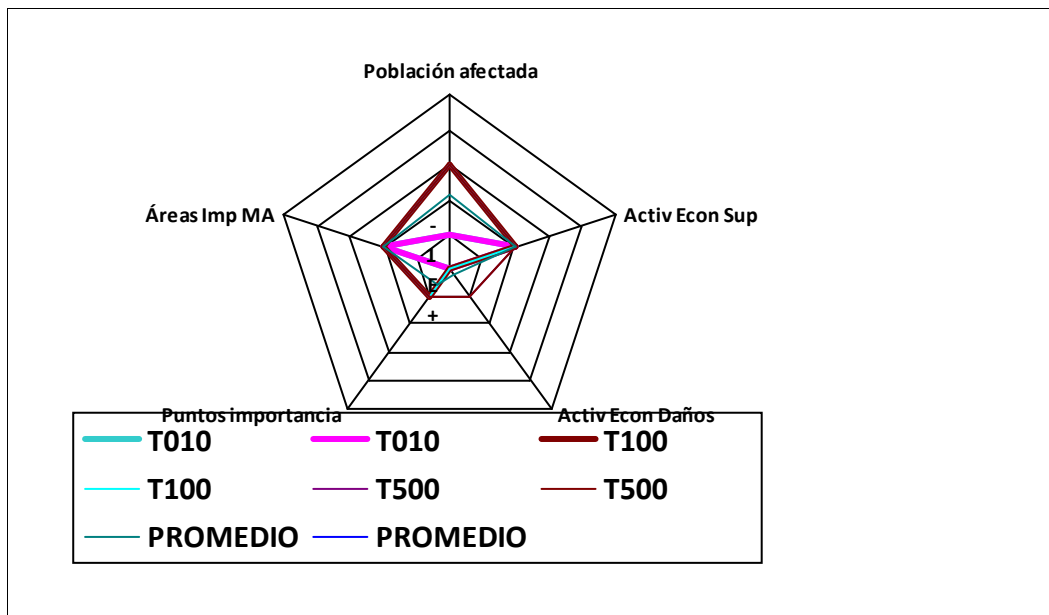 Población afectada
Áreas Imp MA
Activ Econ Sup
-
1
E
+
Puntos importancia
Activ Econ Daños
T010 T010 T100
T100 T500 T500
PROMEDIO PROMEDIO